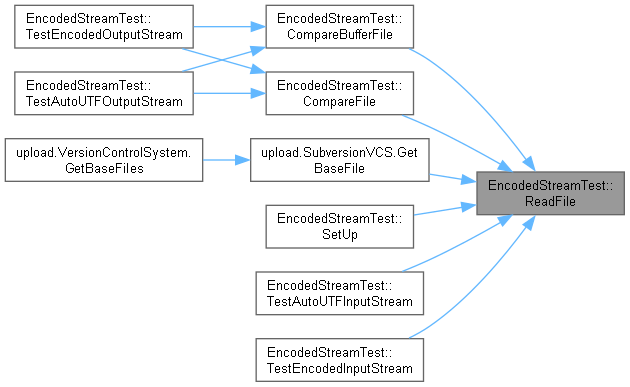 EncodedStreamTest::
TestEncodedOutputStream
EncodedStreamTest::
CompareBufferFile
EncodedStreamTest::
TestAutoUTFOutputStream
EncodedStreamTest::
CompareFile
upload.VersionControlSystem.
GetBaseFiles
upload.SubversionVCS.Get
BaseFile
EncodedStreamTest::
ReadFile
EncodedStreamTest::
SetUp
EncodedStreamTest::
TestAutoUTFInputStream
EncodedStreamTest::
TestEncodedInputStream